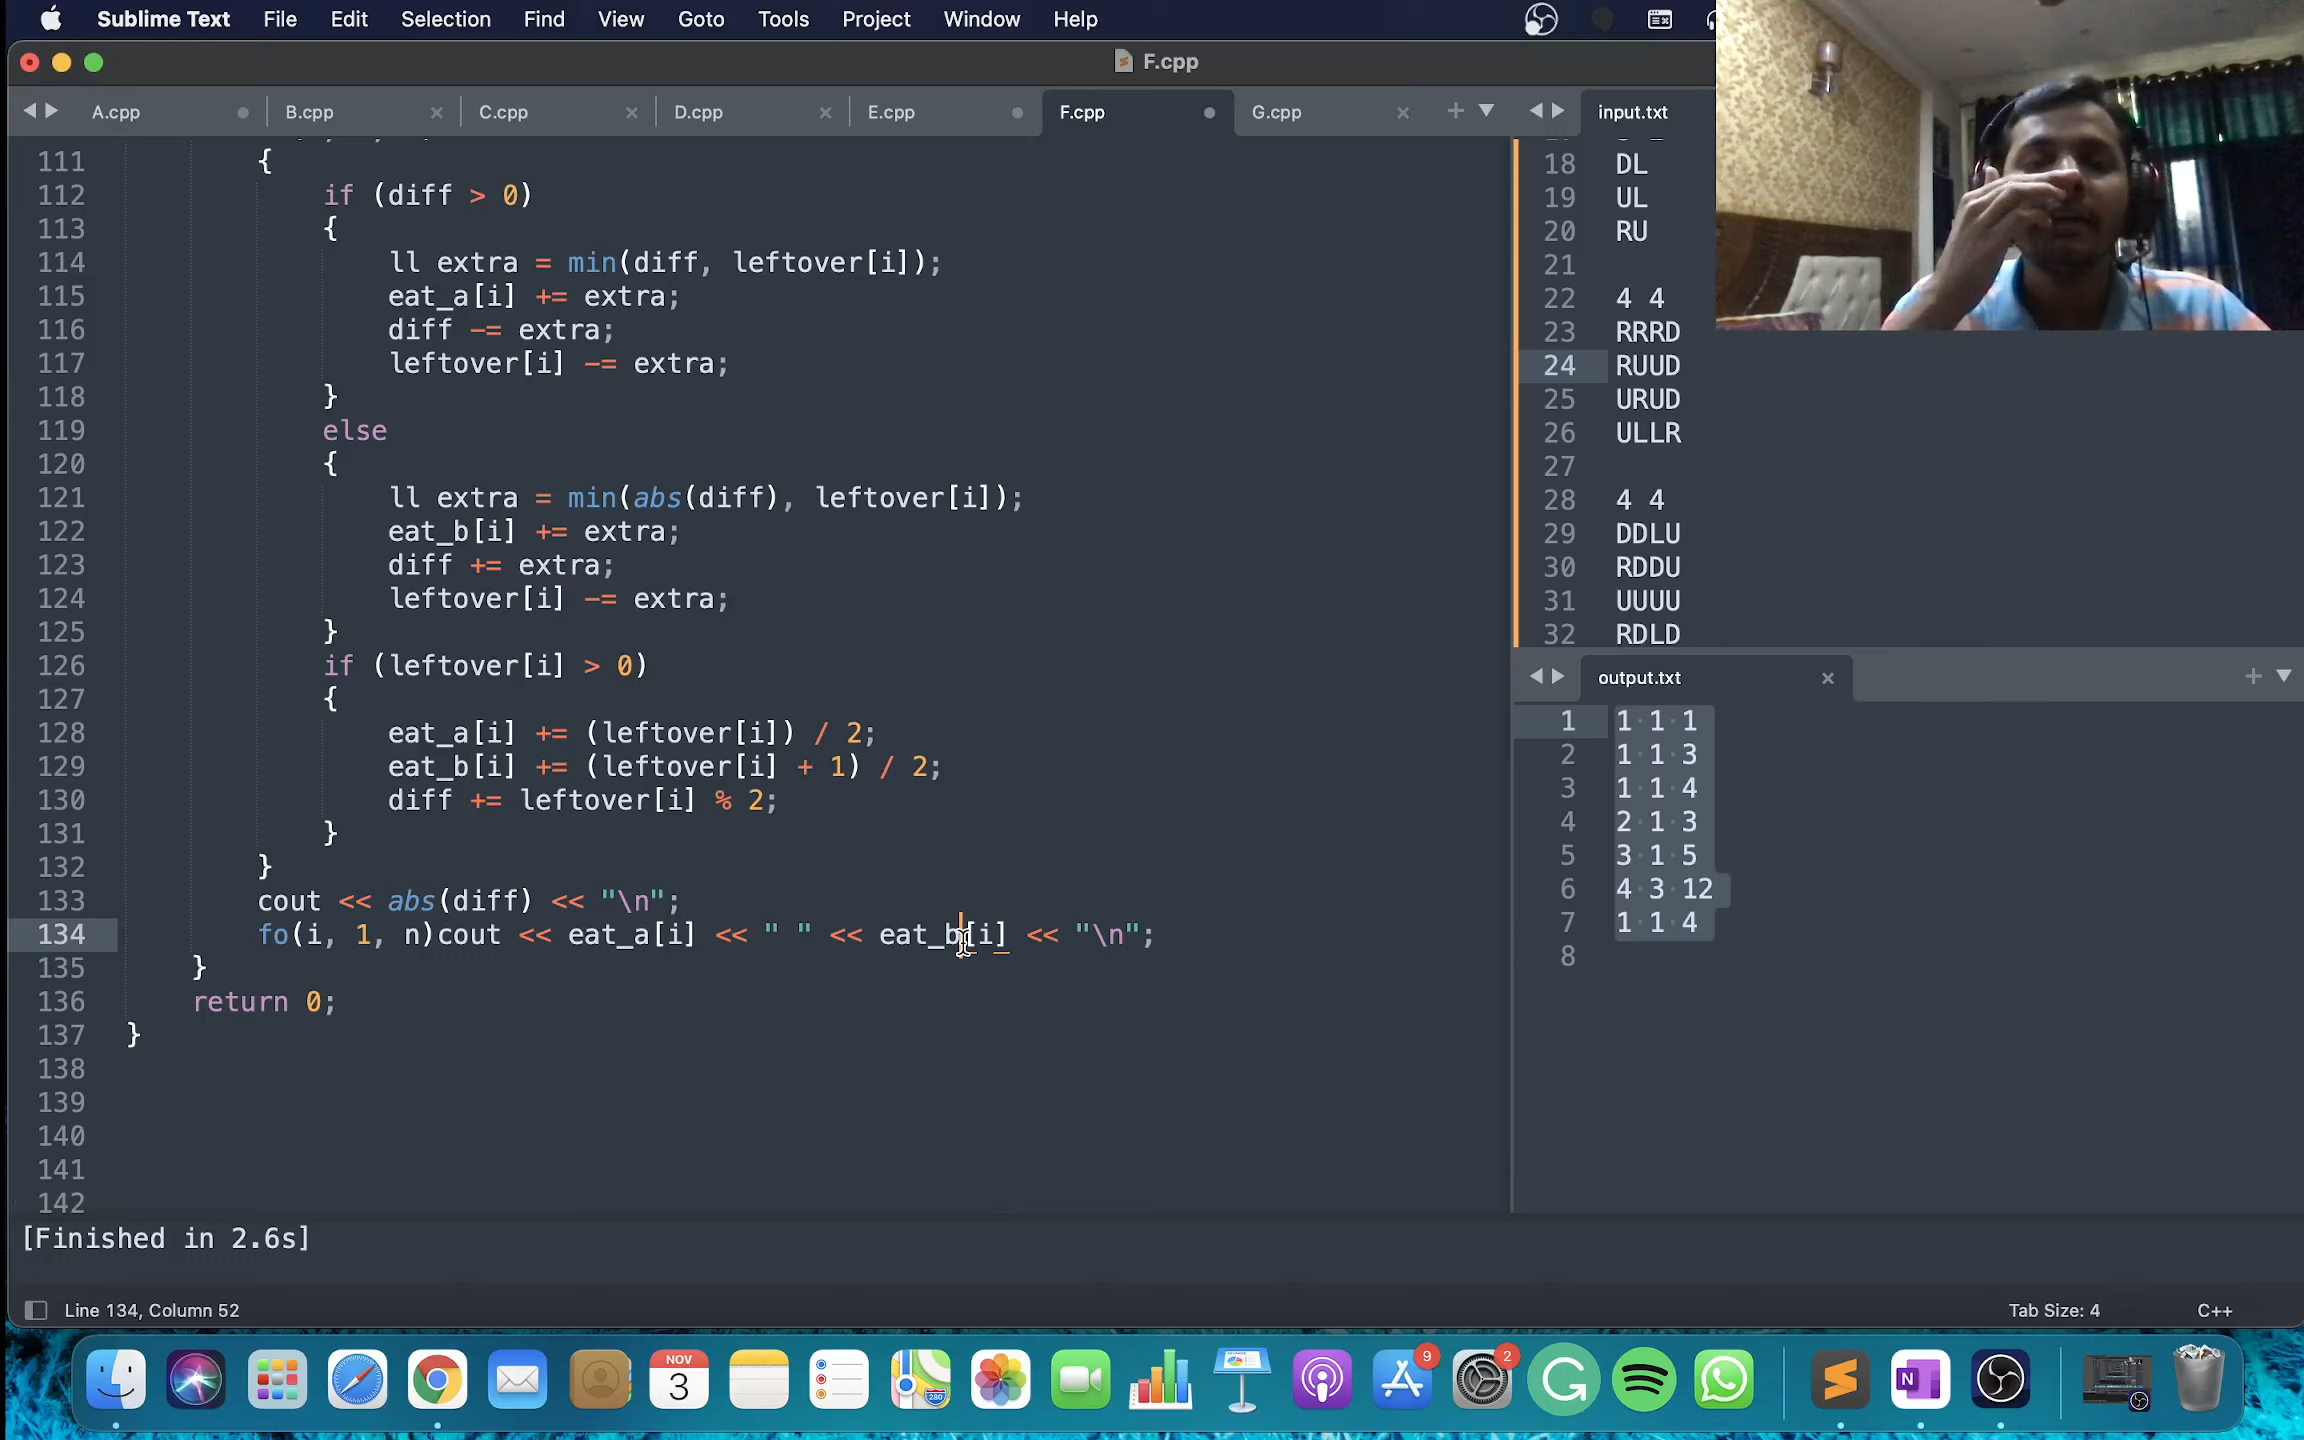 Sublime Text File Edit Selection Find View Goto Tools Project Window Help
F.cpp
A.cpp B.cpp C.cpp D.cpp E.cpp F.cpp G.cpp
111 {
112 if (diff > 0)
113 {
114 ll extra = min(diff, leftover[i]);
115 eat_a[i] += extra;
116 diff -= extra;
117 leftover[i] -= extra;
118 }
119 else
120 {
121 ll extra = min(abs(diff), leftover[i]);
122 eat_b[i] += extra;
123 diff += extra;
124 leftover[i] -= extra;
125 }
126 if (leftover[i] > 0)
127 {
128 eat_a[i] += (leftover[i]) / 2;
129 eat_b[i] += (leftover[i] + 1) / 2;
130 diff += leftover[i] % 2;
131 }
132 }
133 cout << abs(diff) << "\n";
134 fo(i, 1, n)cout << eat_a[i] << " " << eat_b[i] << "\n";
135 }
136 return 0;
137 }
138
139
140
141
142
[Finished in 2.6s]
Line 134, Column 52
Tab Size: 4 C++
input.txt
18 DL
19 UL
20 RU
21
22 4 4
23 RRRD
24 RUUD
25 URUD
26 ULLR
27
28 4 4
29 DDLU
30 RDDU
31 UUUU
32 RDLD
output.txt
1 1 1 1
2 1 1 3
3 1 1 4
4 2 1 3
5 3 1 5
6 4 3 12
7 1 1 4
8
NOV
3
280
9
2
N